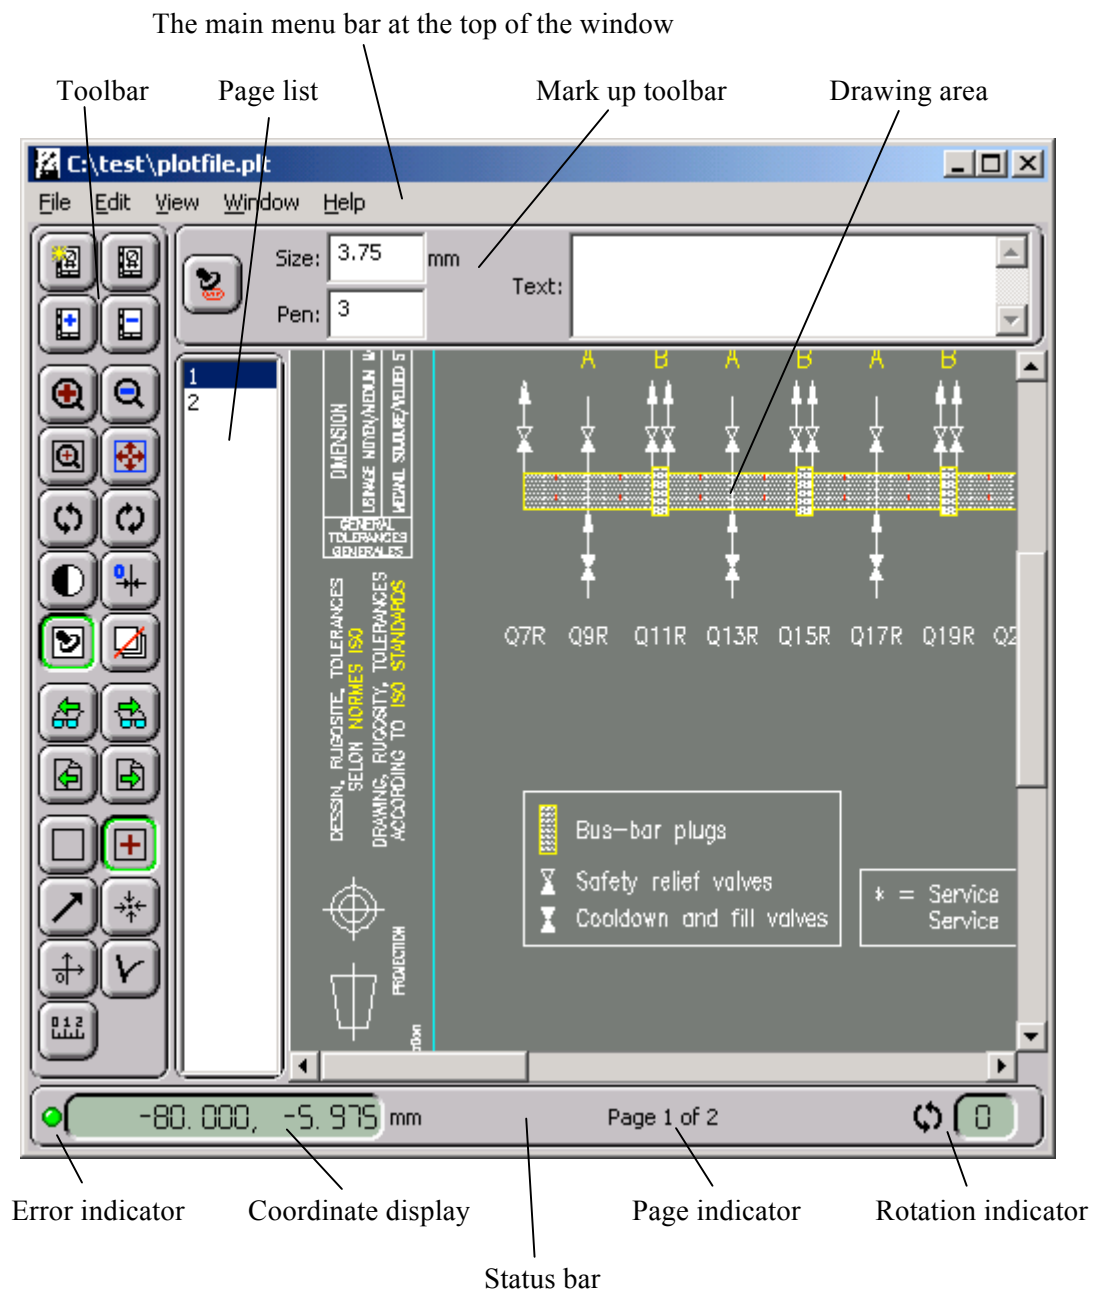 The main menu bar at the top of the window
Toolbar
Page list
Mark up toolbar
Drawing area
C:\test\plotfile.plt
File Edit View Window Help
Size: 3.75 mm
Text:
Pen: 3
1
2
DIMENSION
GENERAL
TOLERANCES
GENERALES
DESSIN, RUGOSITE, TOLERANCES
SELON NORMES ISO
DRAWING, RUGOSITY, TOLERANCES
ACCORDING TO ISO STANDARDS
PROJECTION
A B A B A B
Q7R Q9R Q11R Q13R Q15R Q17R Q19R Q2
Bus-bar plugs
Safety relief valves
Cooldown and fill valves
* = Service
Service
0 1 2
-80.000, -5.975 mm
Page 1 of 2
0
Error indicator
Coordinate display
Page indicator
Rotation indicator
Status bar